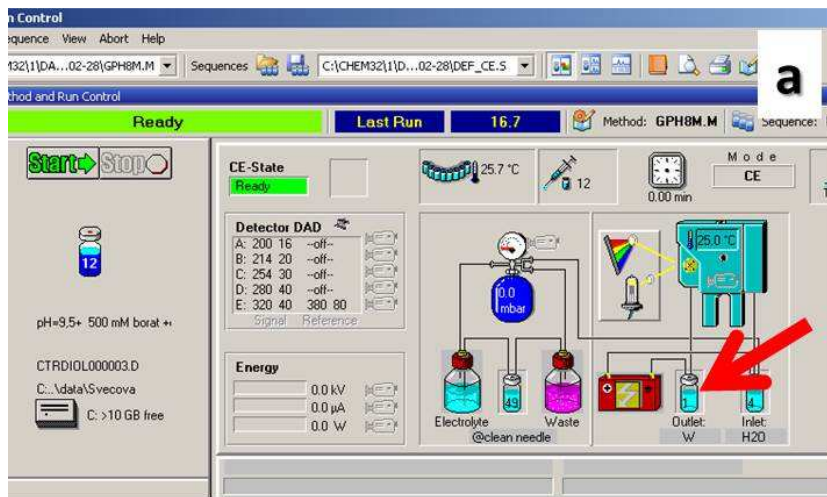 n Control
equence View Abort Help
M32\1\DA...02-28\GPH8M.M Sequences C:\CHEM32\1\D...02-28\DEF_CE.S
a
thod and Run Control
Ready Last Run 16.7 Method: GPH8M.M Sequence:
Start Stop
CE-State
Ready
25.7 °C
12
0.00 min
Mode
CE
12
pH=9,5+ 500 mM borat +
CTRDIOL000003.D
C:...\data\Svecova
C: >10 GB free
Detector DAD
A: 200 16 --off--
B: 214 20 --off--
C: 254 30 --off--
D: 280 40 --off--
E: 320 40 380 80
Signal Reference
Energy
0.0 kV
0.0 µA
0.0 W
0.0
mbar
25.0 °C
49
1
4
Electrolyte Waste
@clean needle
Outlet: Inlet:
W H2O